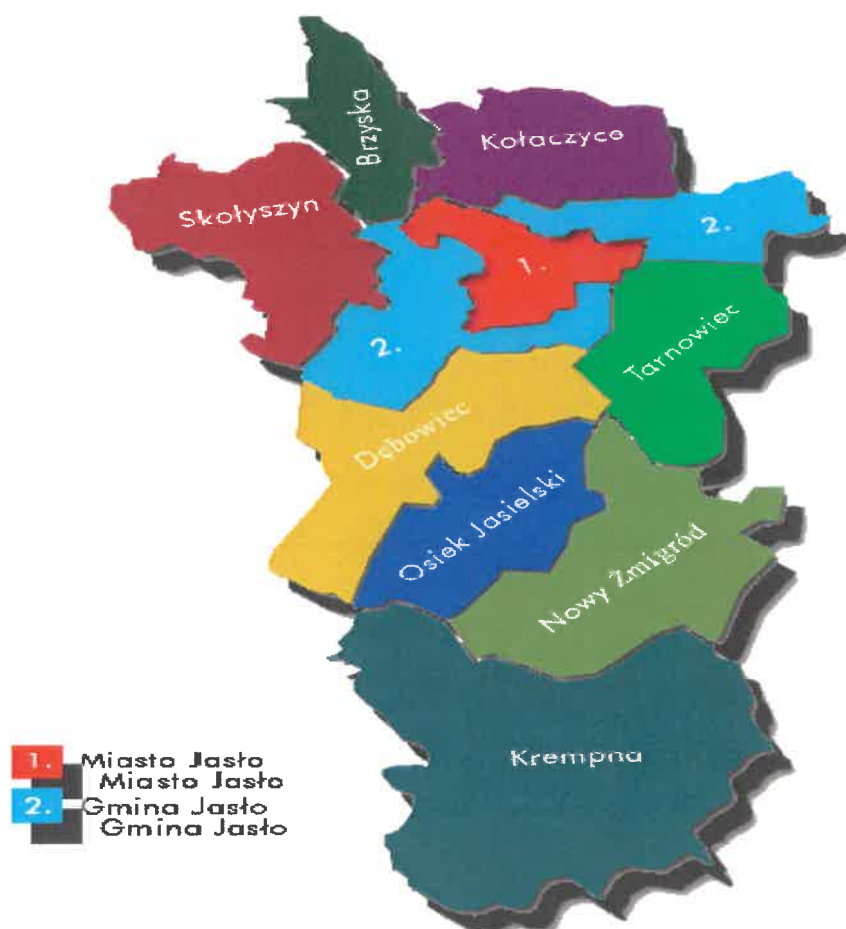 Brzyska
Kołaczyce
Skołyszyn
2.
1.
2.
Tarnowiec
Dębowiec
Osiek Jasielski
Nowy Żmigród
Krempna
1. Miasto Jasło
Miasto Jasło
2. Gmina Jasło
Gmina Jasło